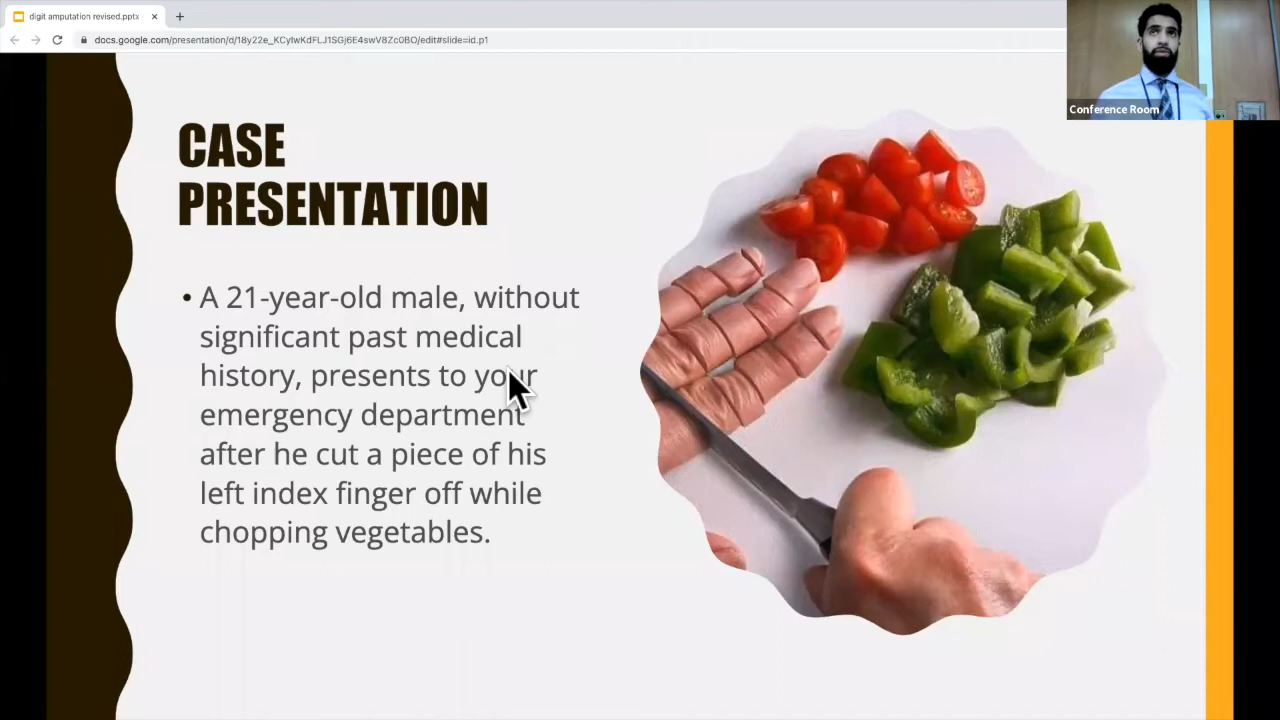 digit amputation revised.pptx
docs.google.com/presentation/d/18y22e_KCyIwKdFLJ1SGj6E4swV8Zc0BO/edit#slide=id.p1
Conference Room
CASE
PRESENTATION
• A 21-year-old male, without
significant past medical
history, presents to your
emergency department
after he cut a piece of his
left index finger off while
chopping vegetables.